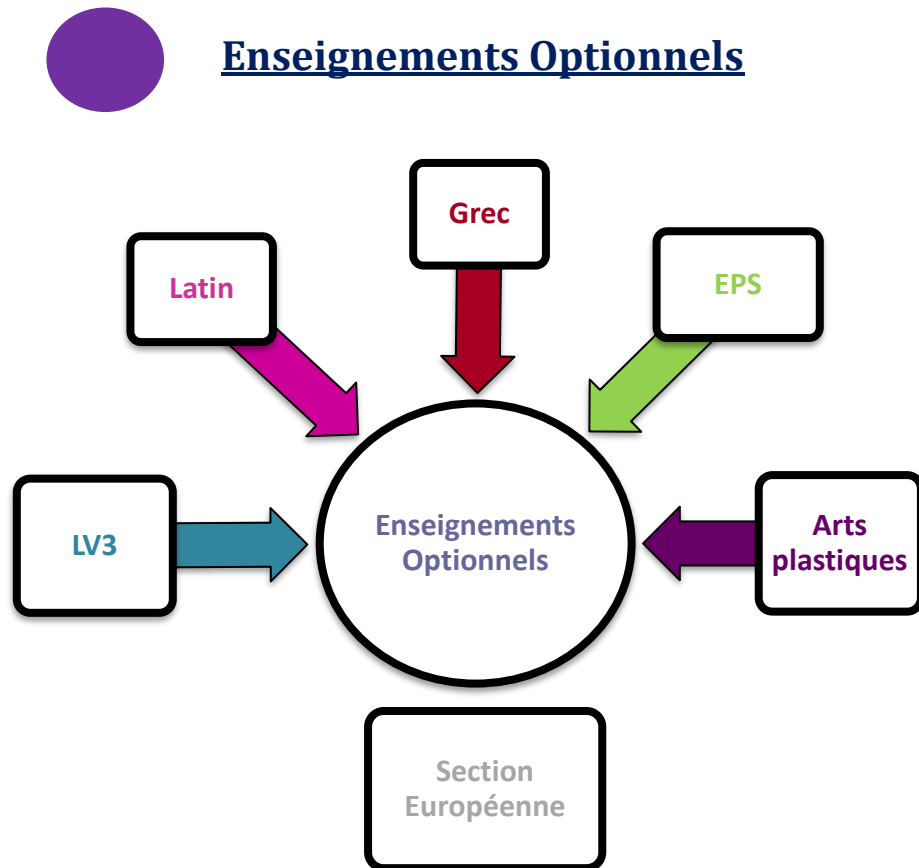 Enseignements Optionnels
Grec
Latin
EPS
LV3
Enseignements
Optionnels
Arts
plastiques
Section
Européenne